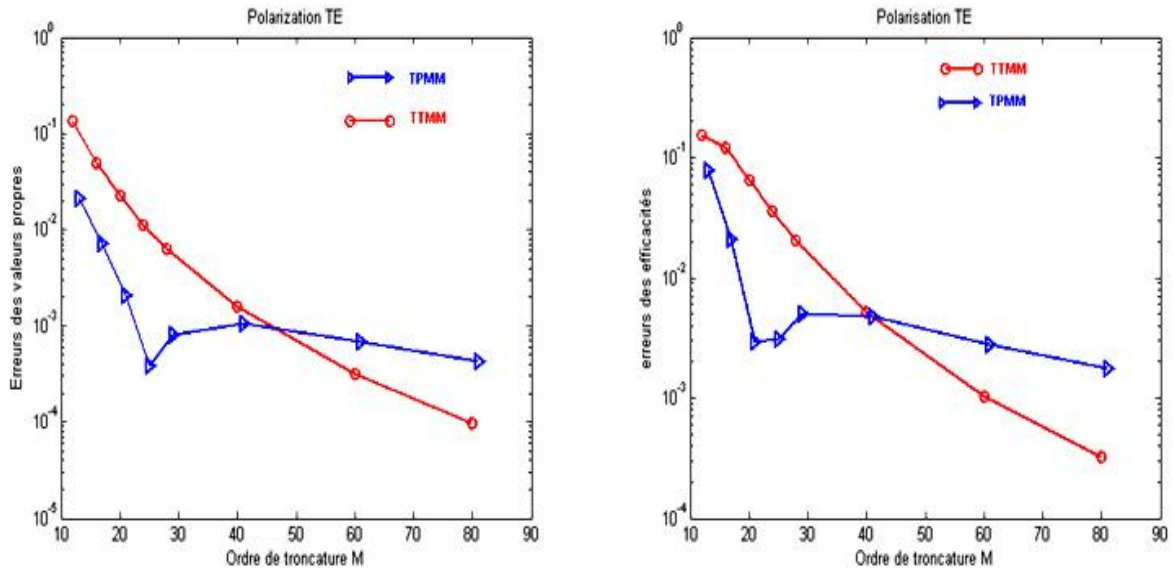 Polarization TE
10^0
10^-1
10^-2
10^-3
10^-4
10^-5
Erreurs des valeurs propres
TPMM
TTMM
10 20 30 40 50 60 70 80 90
Ordre de troncature M
Polarisation TE
10^0
10^-1
10^-2
10^-3
10^-4
erreurs des efficacités
TTMM
TPMM
10 20 30 40 50 60 70 80 90
Ordre de troncature M